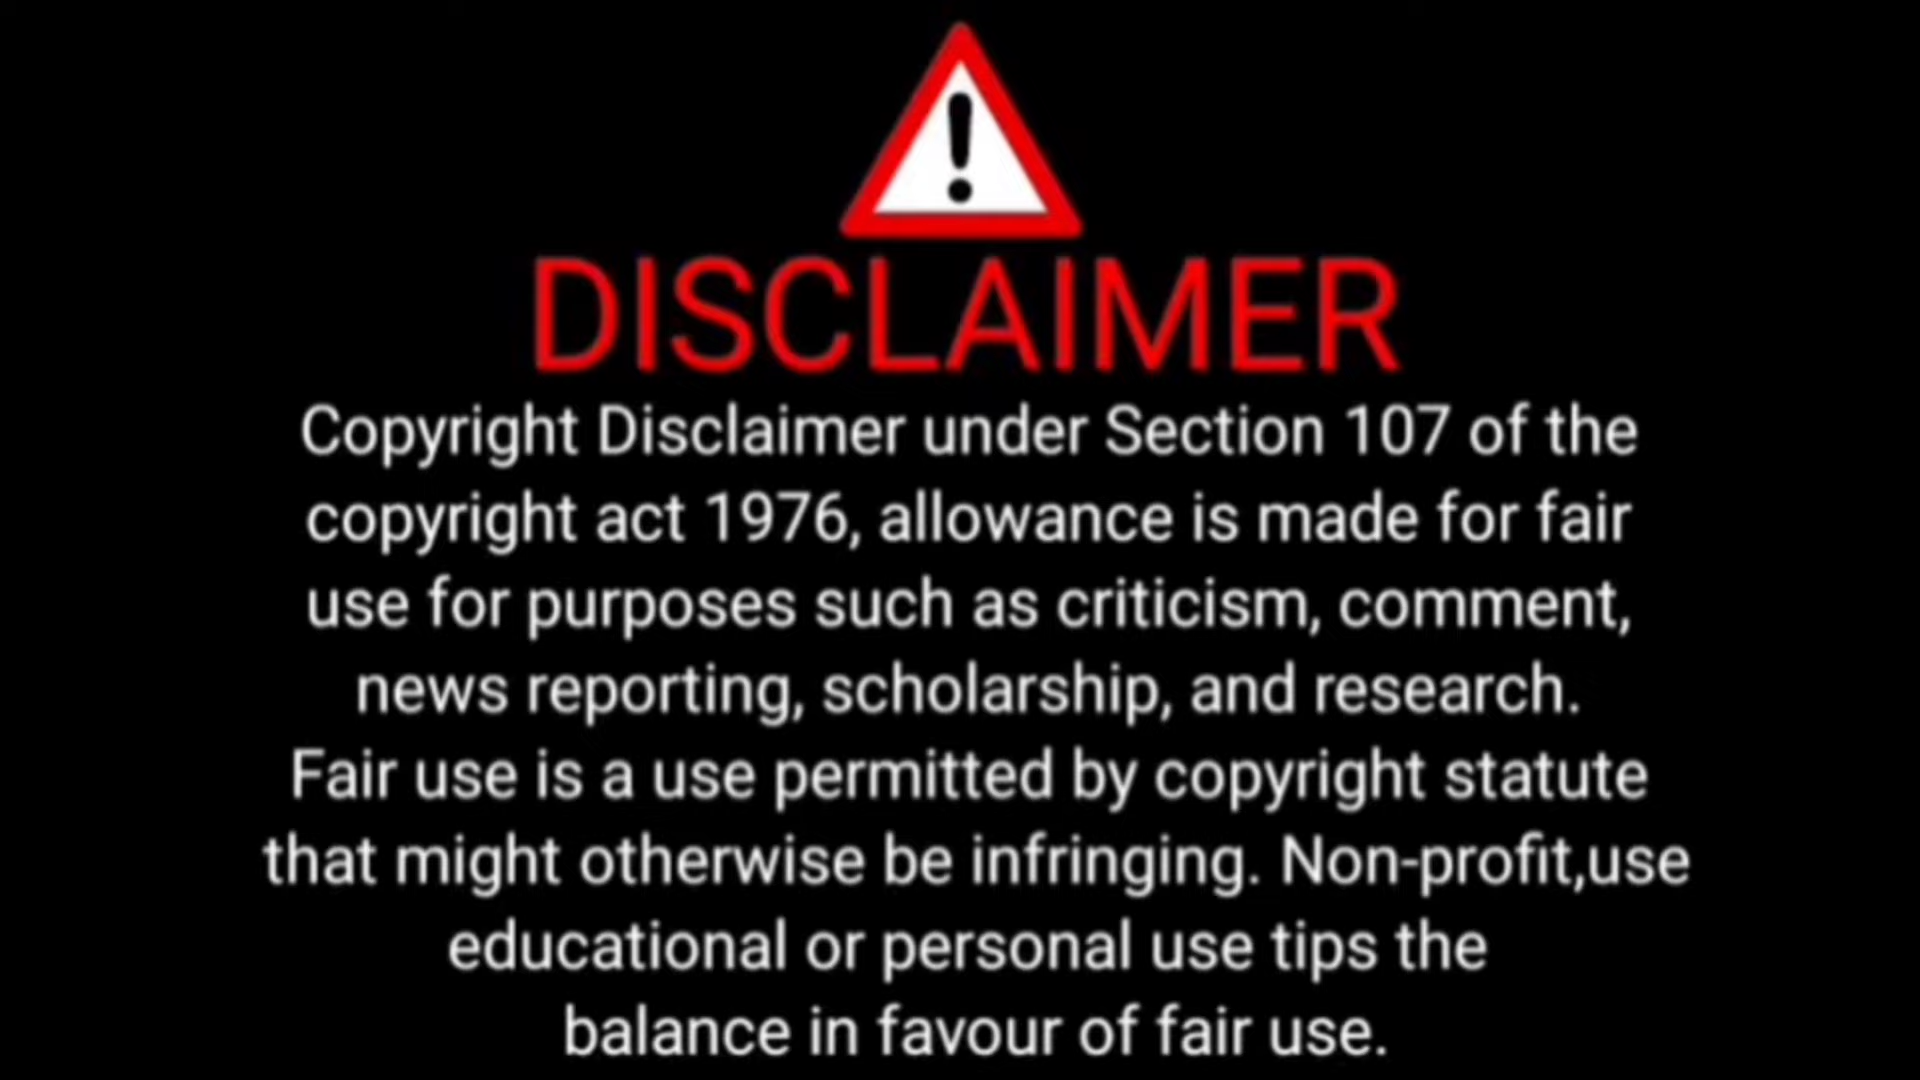 DISCLAIMER
Copyright Disclaimer under Section 107 of the
copyright act 1976, allowance is made for fair
use for purposes such as criticism, comment,
news reporting, scholarship, and research.
Fair use is a use permitted by copyright statute
that might otherwise be infringing. Non-profit,use
educational or personal use tips the
balance in favour of fair use.